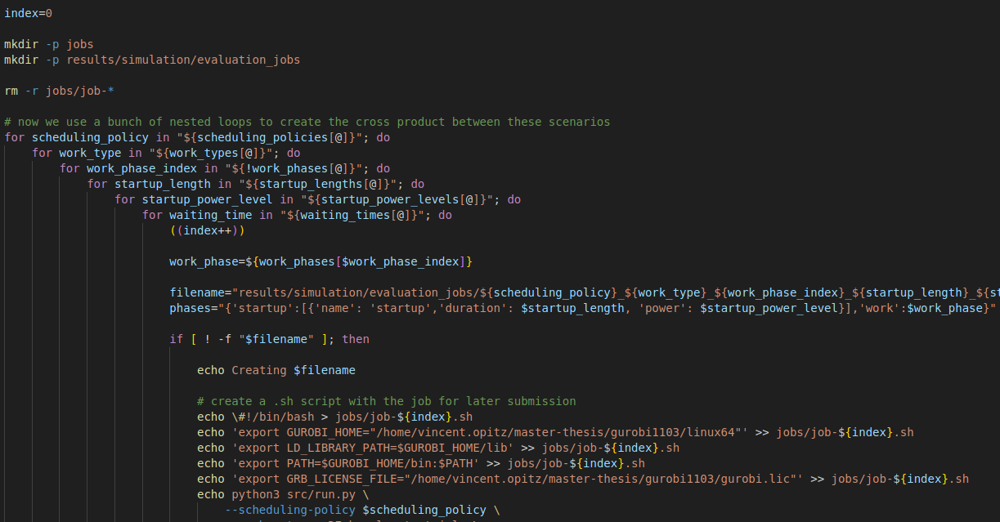 index=0
mkdir -p jobs
mkdir -p results/simulation/evaluation_jobs
rm -r jobs/job-*
# now we use a bunch of nested loops to create the cross product between these scenarios
for scheduling_policy in "${scheduling_policies[@]}"; do
for work_type in "${work_types[@]}"; do
for work_phase_index in "${!work_phases[@]}"; do
for startup_length in "${startup_lengths[@]}"; do
for startup_power_level in "${startup_power_levels[@]}"; do
for waiting_time in "${waiting_times[@]}"; do
((index++))
work_phase=${work_phases[$work_phase_index]}
filename="results/simulation/evaluation_jobs/${scheduling_policy}_${work_type}_${work_phase_index}_${startup_length}_${st
phases="{'startup':[{'name': 'startup','duration': $startup_length, 'power': $startup_power_level}],'work':$work_phase}"
if [ ! -f "$filename" ]; then
echo Creating $filename
# create a .sh script with the job for later submission
echo \#!/bin/bash > jobs/job-${index}.sh
echo 'export GUROBI_HOME="/home/vincent.opitz/master-thesis/gurobi1103/linux64"' >> jobs/job-${index}.sh
echo 'export LD_LIBRARY_PATH=$GUROBI_HOME/lib' >> jobs/job-${index}.sh
echo 'export PATH=$GUROBI_HOME/bin:$PATH' >> jobs/job-${index}.sh
echo 'export GRB_LICENSE_FILE="/home/vincent.opitz/master-thesis/gurobi1103/gurobi.lic"' >> jobs/job-${index}.sh
echo python3 src/run.py \
--scheduling-policy $scheduling_policy \